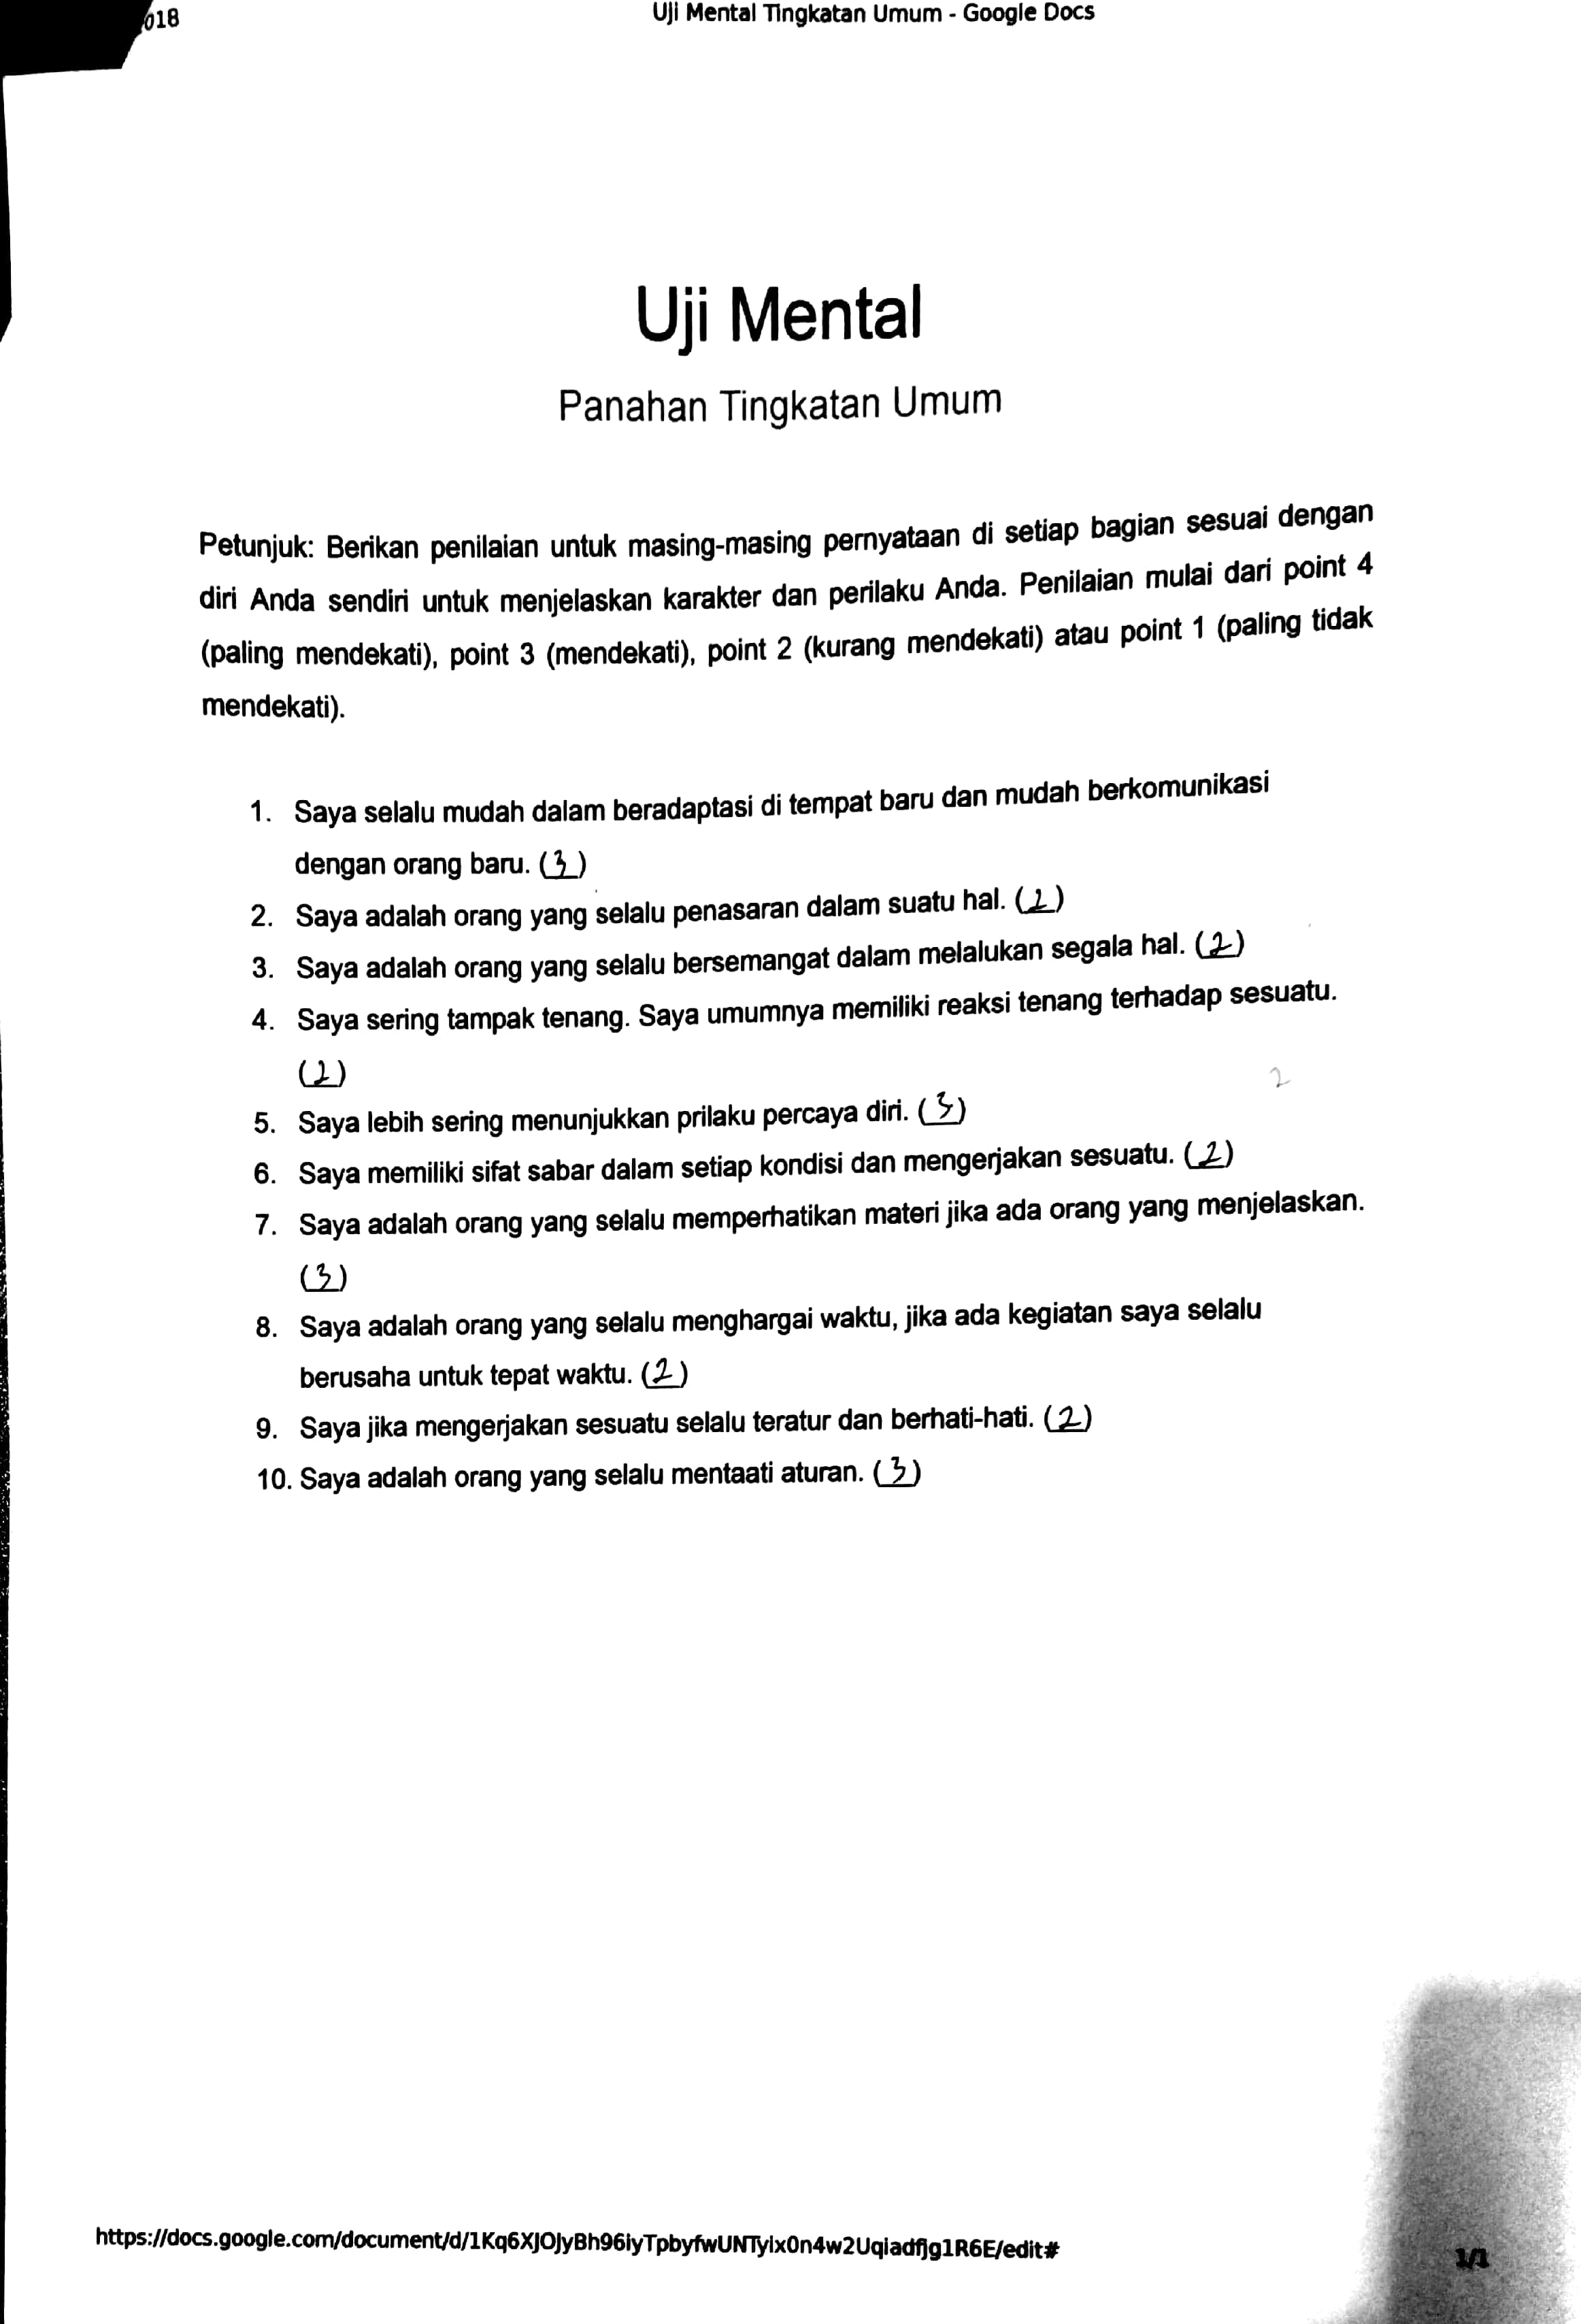 018
Uji Mental Tingkatan Umum - Google Docs
Uji Mental
Panahan Tingkatan Umum
Petunjuk: Berikan penilaian untuk masing-masing pernyataan di setiap bagian sesuai dengan
diri Anda sendiri untuk menjelaskan karakter dan perilaku Anda. Penilaian mulai dari point 4
(paling mendekati), point 3 (mendekati), point 2 (kurang mendekati) atau point 1 (paling tidak
mendekati).
1. Saya selalu mudah dalam beradaptasi di tempat baru dan mudah berkomunikasi
dengan orang baru. (3)
2. Saya adalah orang yang selalu penasaran dalam suatu hal. (2)
3. Saya adalah orang yang selalu bersemangat dalam melalukan segala hal. (2)
4. Saya sering tampak tenang. Saya umumnya memiliki reaksi tenang terhadap sesuatu.
(2)
2
5. Saya lebih sering menunjukkan prilaku percaya diri. (3)
6. Saya memiliki sifat sabar dalam setiap kondisi dan mengerjakan sesuatu. (2)
7. Saya adalah orang yang selalu memperhatikan materi jika ada orang yang menjelaskan.
(3)
8. Saya adalah orang yang selalu menghargai waktu, jika ada kegiatan saya selalu
berusaha untuk tepat waktu. (2)
9. Saya jika mengerjakan sesuatu selalu teratur dan berhati-hati. (2)
10. Saya adalah orang yang selalu mentaati aturan. (3)
1/1